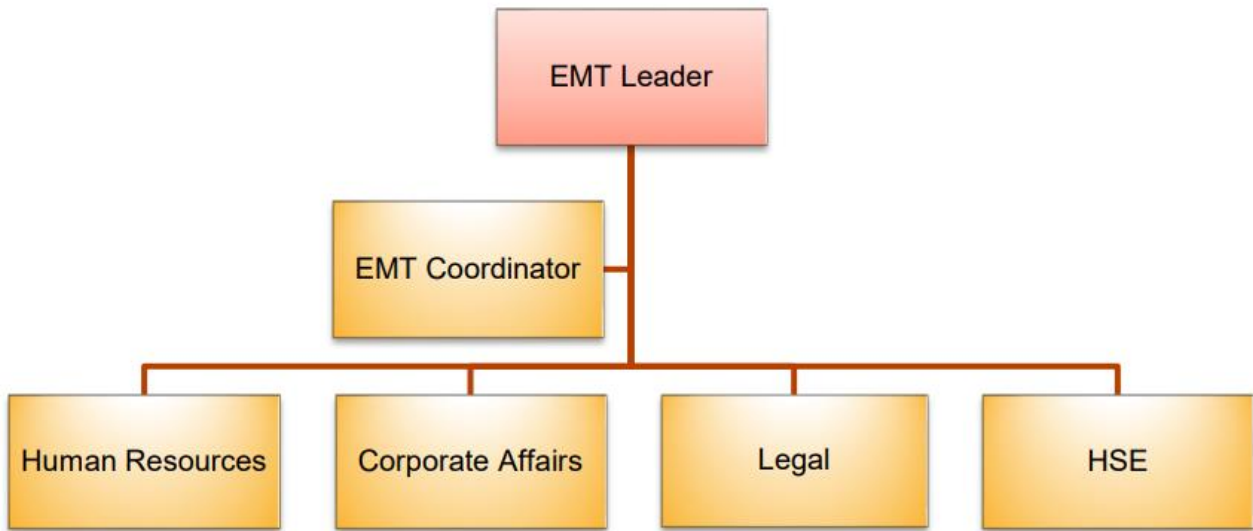 EMT Leader
EMT Coordinator
Human Resources
Corporate Affairs
Legal
HSE